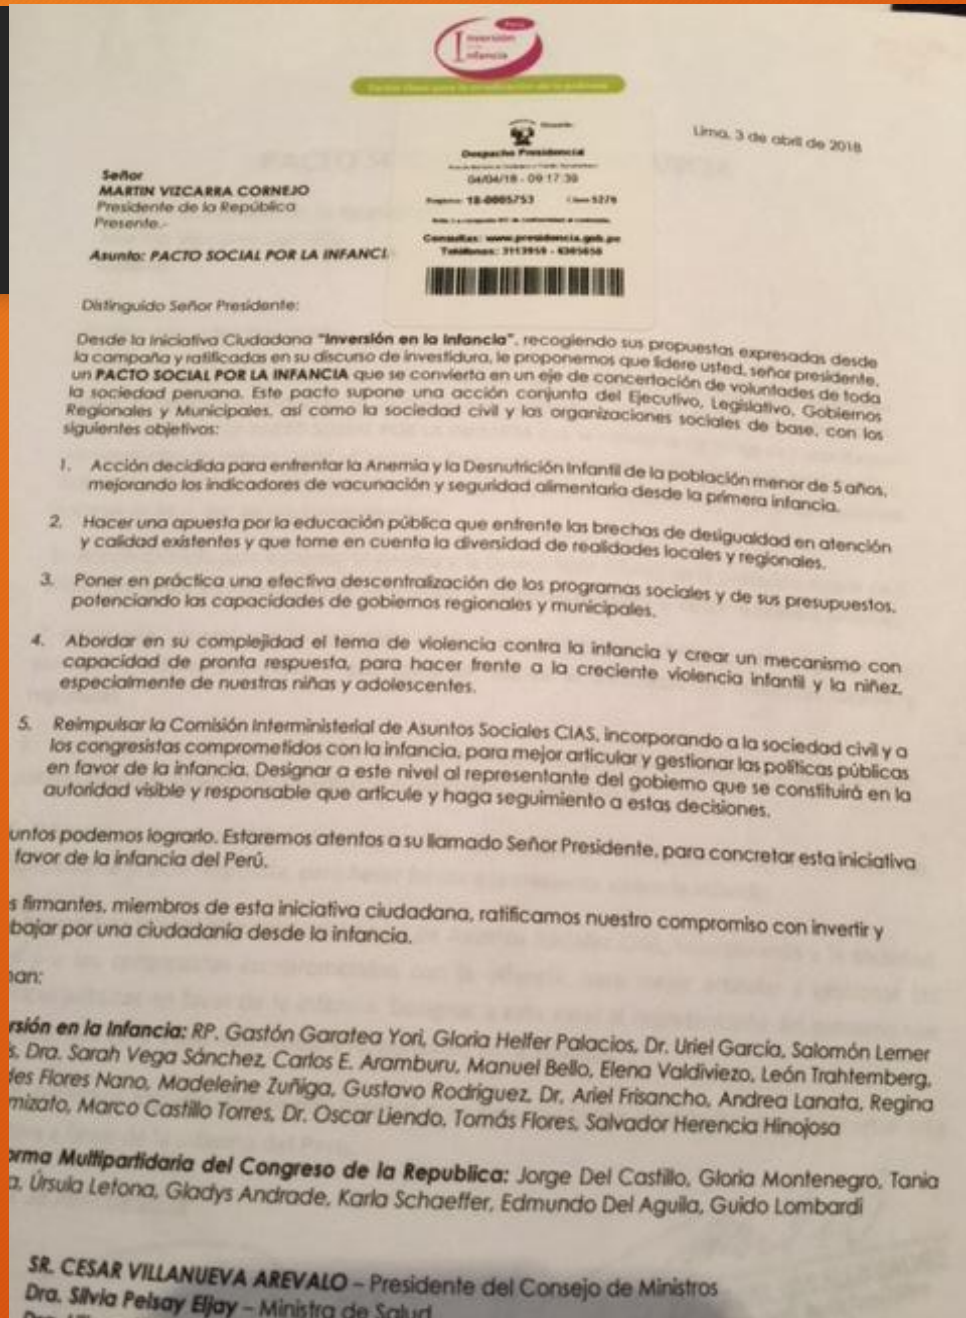 Perú
Inversión
en la
Infancia
Lima, 3 de abril de 2018
Despacho Presidencial
04/04/18 - 09:17:39
18-0005753
5276
Consultas: www.presidencia.gob.pe
Teléfonos: 3113958 -
Señor
MARTIN VIZCARRA CORNEJO
Presidente de la República
Presente.-
Asunto: PACTO SOCIAL POR LA INFANCI
Distinguido Señor Presidente:
Desde la Iniciativa Ciudadana "Inversión en la Infancia", recogiendo sus propuestas expresadas desde
la campaña y ratificadas en su discurso de investidura, le proponemos que lidere usted, señor presidente,
un PACTO SOCIAL POR LA INFANCIA que se convierta en un eje de concertación de voluntades de toda
la sociedad peruana. Este pacto supone una acción conjunta del Ejecutivo, Legislativo, Gobiernos
Regionales y Municipales, así como la sociedad civil y las organizaciones sociales de base, con los
siguientes objetivos:
1. Acción decidida para enfrentar la Anemia y la Desnutrición Infantil de la población menor de 5 años,
mejorando los indicadores de vacunación y seguridad alimentaria desde la primera infancia.
2. Hacer una apuesta por la educación pública que enfrente las brechas de desigualdad en atención
y calidad existentes y que tome en cuenta la diversidad de realidades locales y regionales.
3. Poner en práctica una efectiva descentralización de los programas sociales y de sus presupuestos,
potenciando las capacidades de gobiernos regionales y municipales.
4. Abordar en su complejidad el tema de violencia contra la infancia y crear un mecanismo con
capacidad de pronta respuesta, para hacer frente a la creciente violencia infantil y la niñez,
especialmente de nuestras niñas y adolescentes.
5. Reimpulsar la Comisión Interministerial de Asuntos Sociales CIAS, incorporando a la sociedad civil y a
los congresistas comprometidos con la infancia, para mejor articular y gestionar las políticas públicas
en favor de la infancia. Designar a este nivel al representante del gobierno que se constituirá en la
autoridad visible y responsable que articule y haga seguimiento a estas decisiones.
untos podemos lograrlo. Estaremos atentos a su llamado Señor Presidente, para concretar esta iniciativa
favor de la infancia del Perú.
s firmantes, miembros de esta iniciativa ciudadana, ratificamos nuestro compromiso con invertir y
bajar por una ciudadanía desde la infancia.
nan:
rsión en la Infancia: RP. Gastón Garatea Yori, Gloria Helfer Palacios, Dr. Uriel García, Salomón Lerner
s, Dra. Sarah Vega Sánchez, Carlos E. Aramburu, Manuel Bello, Elena Valdiviezo, León Trahtemberg,
des Flores Nano, Madeleine Zuñiga, Gustavo Rodríguez, Dr, Ariel Frisancho, Andrea Lanata, Regina
mizato, Marco Castillo Torres, Dr. Oscar Liendo, Tomás Flores, Salvador Herencia Hinojosa
orma Multipartidaria del Congreso de la Republica: Jorge Del Castillo, Gloria Montenegro, Tania
a, Úrsula Letona, Gladys Andrade, Karla Schaeffer, Edmundo Del Aguila, Guido Lombardi
SR. CESAR VILLANUEVA AREVALO – Presidente del Consejo de Ministros
Dra. Silvia Pelsay Eljay – Ministra de Salud